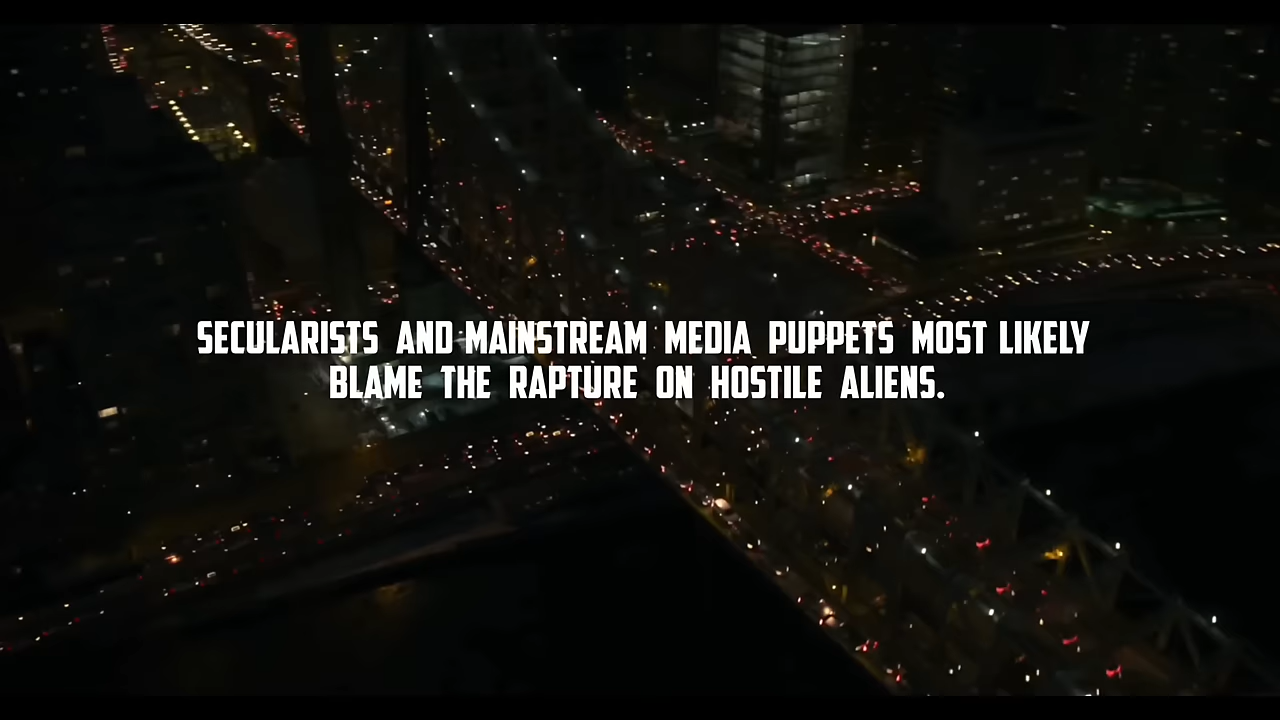 SECULARISTS AND MAINSTREAM MEDIA PUPPETS MOST LIKELY
BLAME THE RAPTURE ON HOSTILE ALIENS.